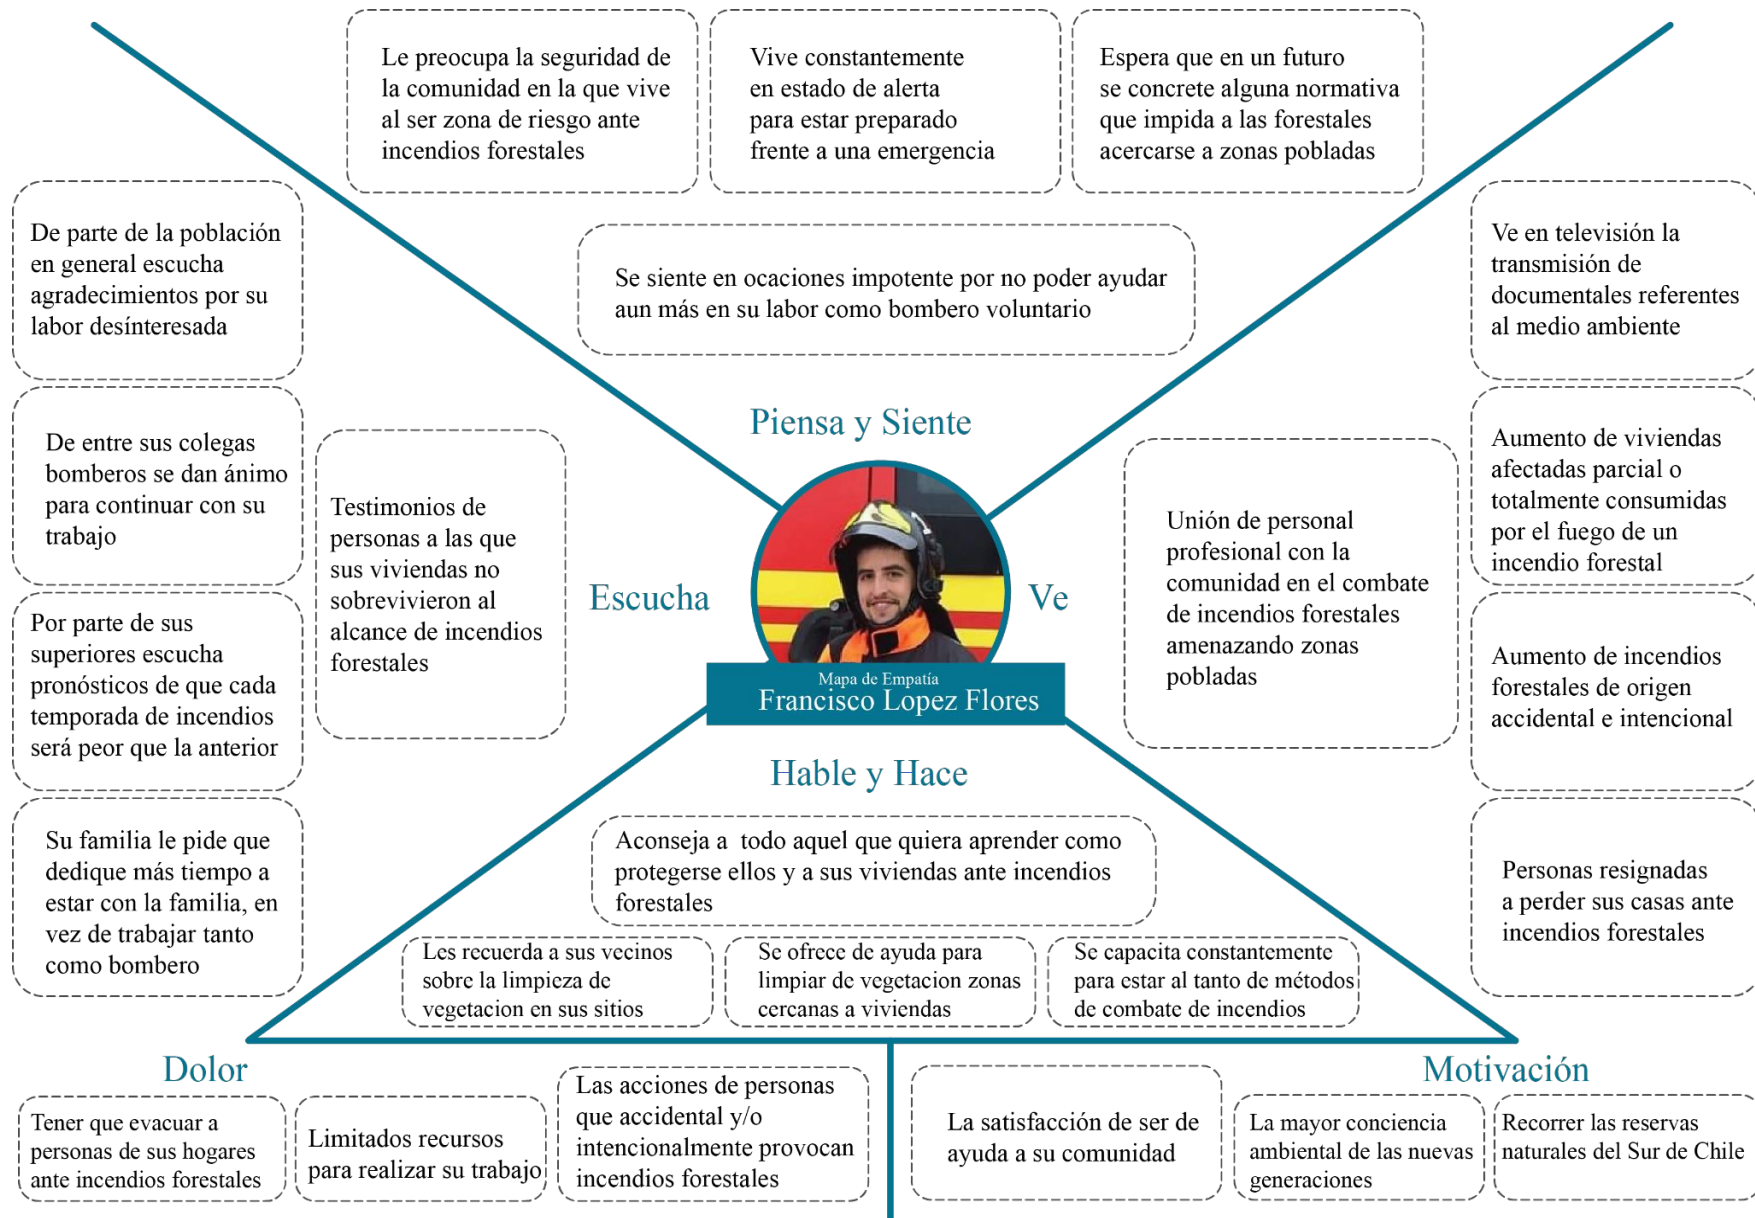 Le preocupa la seguridad de
la comunidad en la que vive
al ser zona de riesgo ante
incendios forestales
Vive constantemente
en estado de alerta
para estar preparado
frente a una emergencia
Espera que en un futuro
se concrete alguna normativa
que impida a las forestales
acercarse a zonas pobladas
Se siente en ocaciones impotente por no poder ayudar
aun más en su labor como bombero voluntario
Piensa y Siente
De parte de la población
en general escucha
agradecimientos por su
labor desínteresada
De entre sus colegas
bomberos se dan ánimo
para continuar con su
trabajo
Por parte de sus
superiores escucha
pronósticos de que cada
temporada de incendios
será peor que la anterior
Su familia le pide que
dedique más tiempo a
estar con la familia, en
vez de trabajar tanto
como bombero
Testimonios de
personas a las que
sus viviendas no
sobrevivieron al
alcance de incendios
forestales
Escucha
Ve
Unión de personal
profesional con la
comunidad en el combate
de incendios forestales
amenazando zonas
pobladas
Ve en televisión la
transmisión de
documentales referentes
al medio ambiente
Aumento de viviendas
afectadas parcial o
totalmente consumidas
por el fuego de un
incendio forestal
Aumento de incendios
forestales de origen
accidental e intencional
Personas resignadas
a perder sus casas ante
incendios forestales
Mapa de Empatía
Francisco Lopez Flores
Hable y Hace
Aconseja a todo aquel que quiera aprender como
protegerse ellos y a sus viviendas ante incendios
forestales
Les recuerda a sus vecinos
sobre la limpieza de
vegetacion en sus sitios
Se ofrece de ayuda para
limpiar de vegetacion zonas
cercanas a viviendas
Se capacita constantemente
para estar al tanto de métodos
de combate de incendios
Dolor
Tener que evacuar a
personas de sus hogares
ante incendios forestales
Limitados recursos
para realizar su trabajo
Las acciones de personas
que accidental y/o
intencionalmente provocan
incendios forestales
Motivación
La satisfacción de ser de
ayuda a su comunidad
La mayor conciencia
ambiental de las nuevas
generaciones
Recorrer las reservas
naturales del Sur de Chile